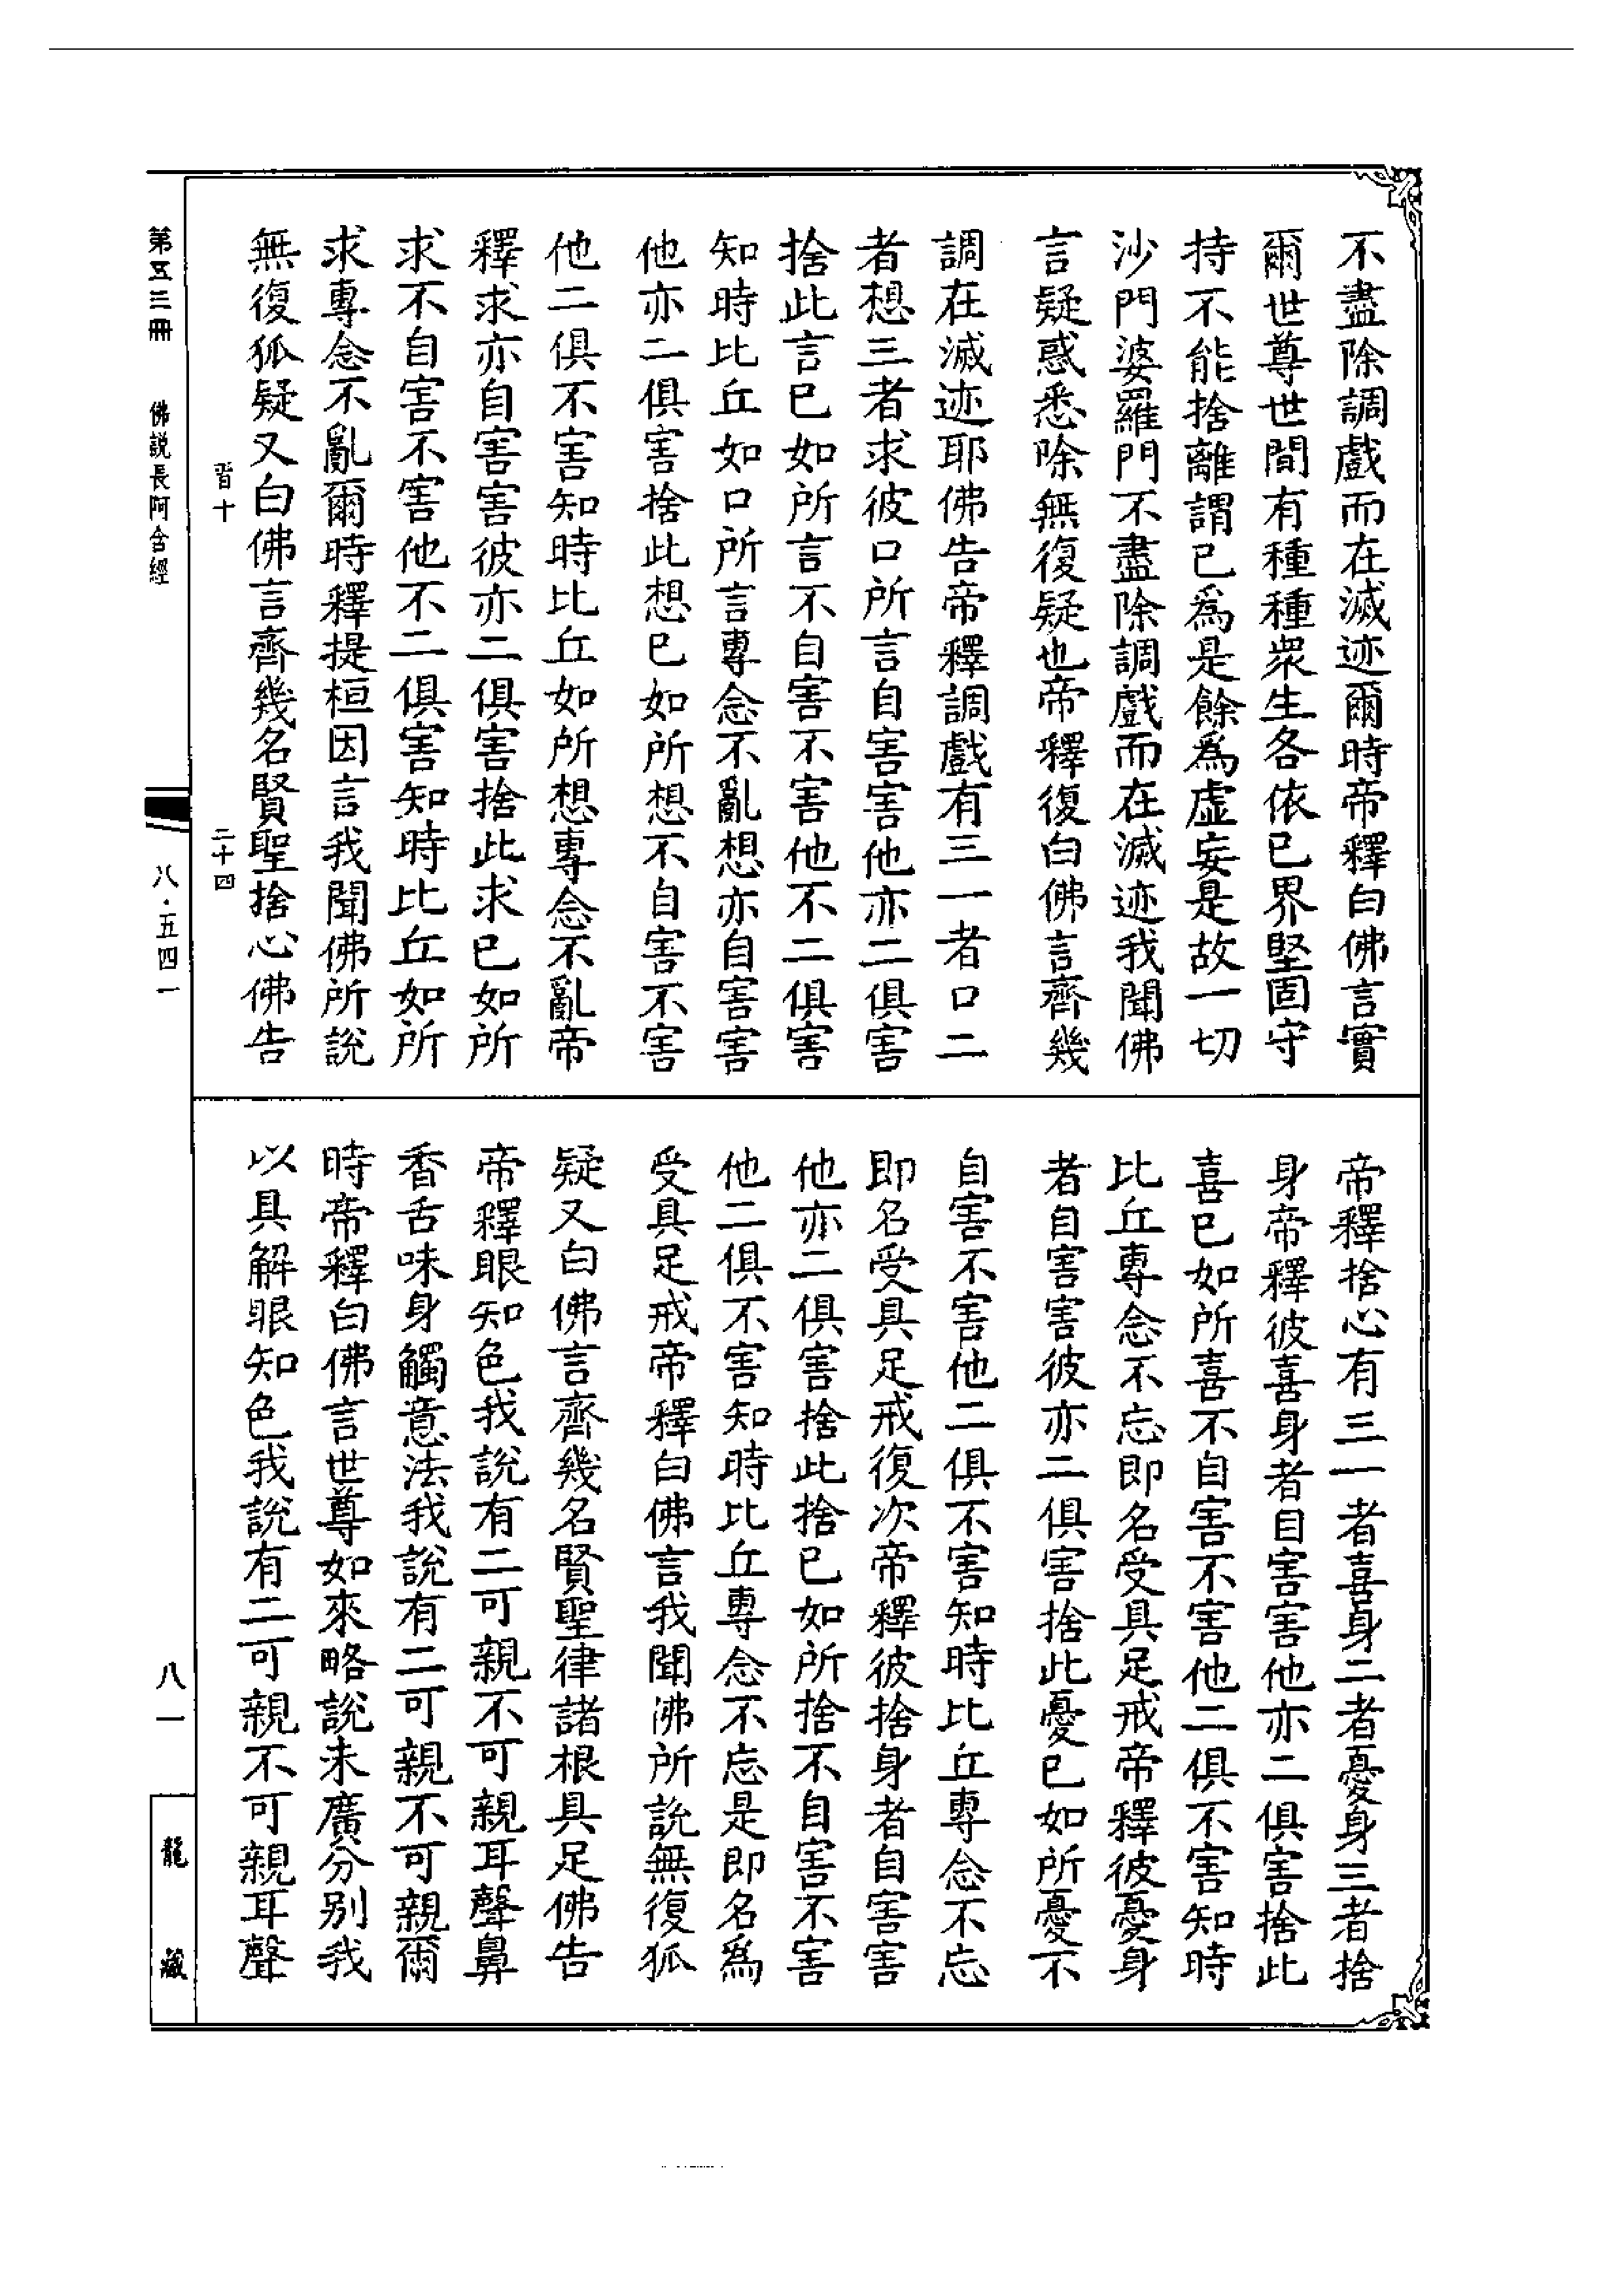 不盡除調戲而在滅迹爾時帝釋白佛言實
爾世尊世間有種種眾生各依已界堅固守
持不能捨離謂已爲是餘爲虛妄是故一切
沙門婆羅門不盡除調戲而在滅迹我聞佛
言疑惑悉除無復疑也帝釋復白佛言齊幾
調在滅迹耶佛告帝釋調戲有三一者口二
者想三者求彼口所言自害害他亦二俱害
捨此言已如所言不自害不害他不二俱害
知時比丘如口所言專念不亂想亦自害害
他亦二俱害捨此想已如所想不自害不害
他二俱不害知時比丘如所想專念不亂帝
釋求亦自害害彼亦二俱害捨此求已如所
求不自害不害他不二俱害知時比丘如所
求專念不亂爾時釋提桓因言我聞佛所說
無復狐疑又白佛言齊幾名賢聖捨心佛告
帝釋捨心有三一者喜身二者憂身三者捨
身帝釋彼喜身者自害害他亦二俱害捨此
喜已如所喜不自害不害他二俱不害知時
比丘專念不忘即名受具足戒帝釋彼憂身
者自害害彼亦二俱害捨此憂已如所憂不
自害不害他二俱不害知時比丘專念不忘
即名受具足戒復次帝釋彼捨身者自害害
他亦二俱害捨此捨已如所捨不自害不害
他二俱不害知時比丘專念不忘是即名爲
受具足戒帝釋白佛言我聞佛所說無復狐
疑又白佛言齊幾名賢聖律諸根具足佛告
帝釋眼知色我說有二可親不可親耳聲鼻
香舌味身觸意法我說有二可親不可親爾
時帝釋白佛言世尊如來略說未廣分別我
以具解眼知色我說有二可親不可親耳聲
晋十
二十四
第五三冊
佛說長阿含經
八·五四一
八一
龍藏